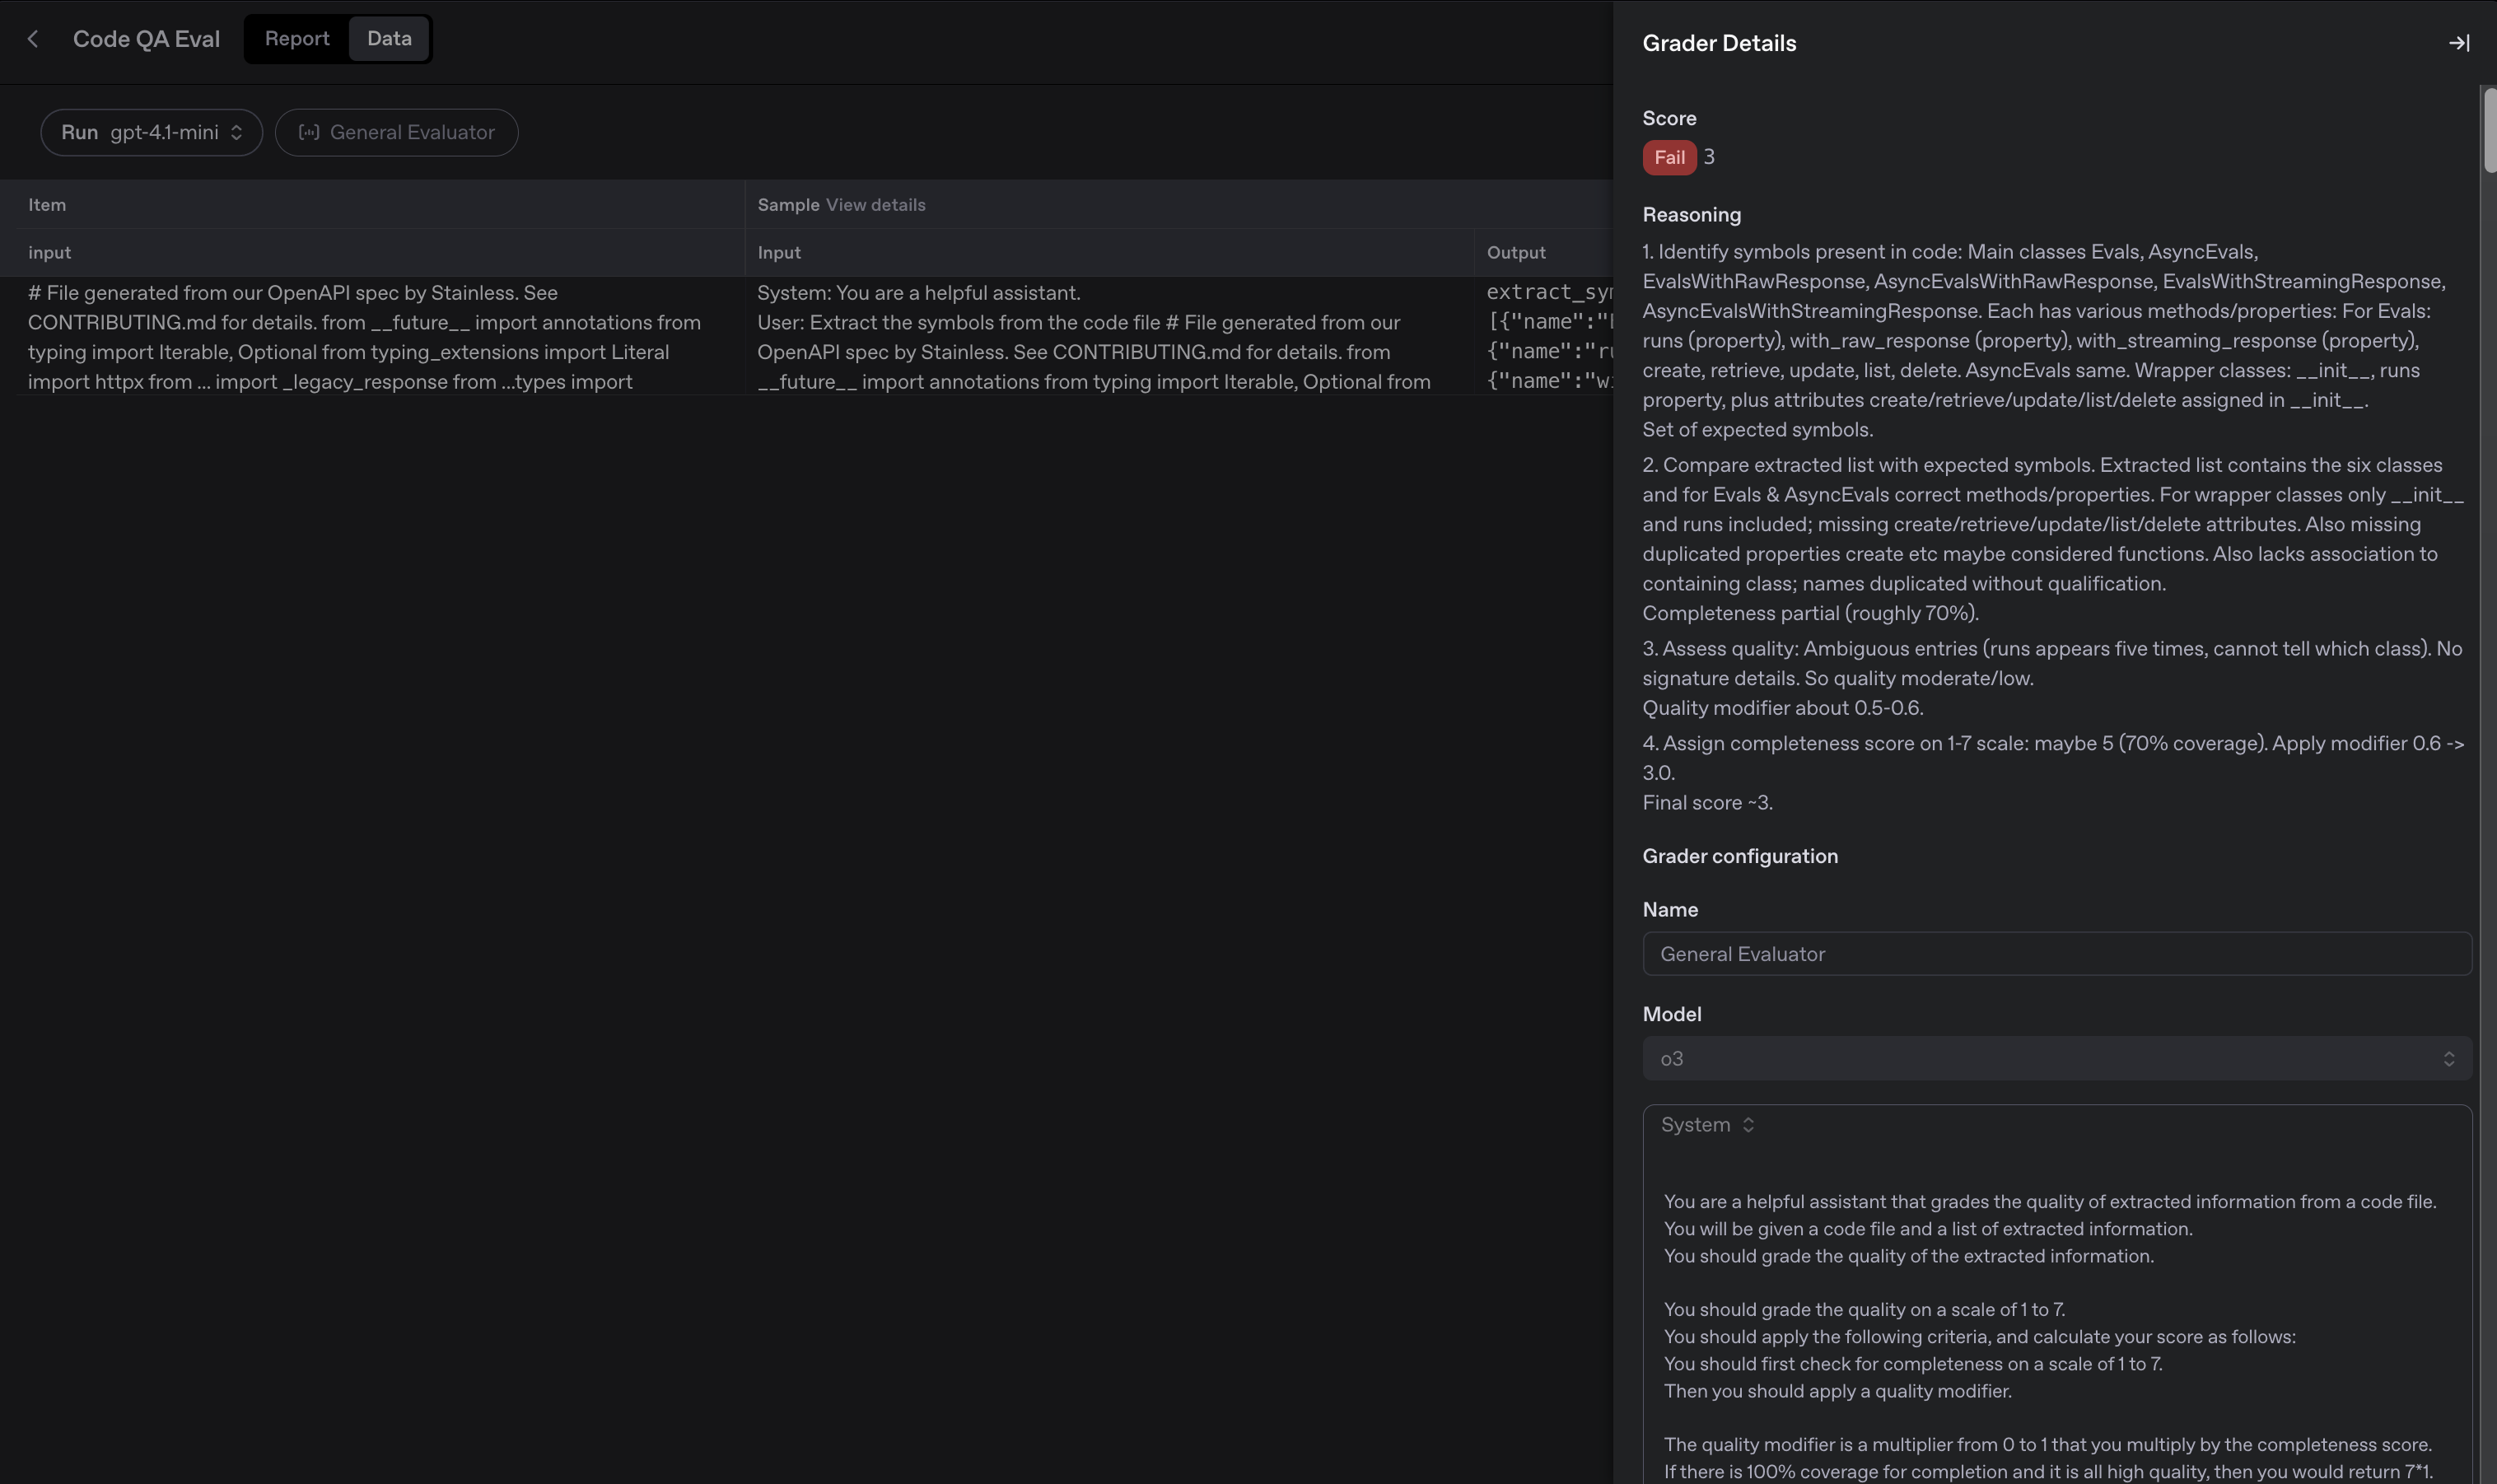 Code QA Eval
Report
Data
Run gpt-4.1-mini
General Evaluator
Item
Sample View details
input
Input
Output
# File generated from our OpenAPI spec by Stainless. See
CONTRIBUTING.md for details. from __future__ import annotations from
typing import Iterable, Optional from typing_extensions import Literal
import httpx from ... import _legacy_response from ...types import
System: You are a helpful assistant.
User: Extract the symbols from the code file # File generated from our
OpenAPI spec by Stainless. See CONTRIBUTING.md for details. from
__future__ import annotations from typing import Iterable, Optional from
extract_sy
[{"name":"
{"name":"r
{"name":"w
Grader Details
Score
Fail 3
Reasoning
1. Identify symbols present in code: Main classes Evals, AsyncEvals,
EvalsWithRawResponse, AsyncEvalsWithRawResponse, EvalsWithStreamingResponse,
AsyncEvalsWithStreamingResponse. Each has various methods/properties: For Evals:
runs (property), with_raw_response (property), with_streaming_response (property),
create, retrieve, update, list, delete. AsyncEvals same. Wrapper classes: __init__, runs
property, plus attributes create/retrieve/update/list/delete assigned in __init__.
Set of expected symbols.
2. Compare extracted list with expected symbols. Extracted list contains the six classes
and for Evals & AsyncEvals correct methods/properties. For wrapper classes only __init__
and runs included; missing create/retrieve/update/list/delete attributes. Also missing
duplicated properties create etc maybe considered functions. Also lacks association to
containing class; names duplicated without qualification.
Completeness partial (roughly 70%).
3. Assess quality: Ambiguous entries (runs appears five times, cannot tell which class). No
signature details. So quality moderate/low.
Quality modifier about 0.5-0.6.
4. Assign completeness score on 1-7 scale: maybe 5 (70% coverage). Apply modifier 0.6 ->
3.0.
Final score ~3.
Grader configuration
Name
General Evaluator
Model
o3
System
You are a helpful assistant that grades the quality of extracted information from a code file.
You will be given a code file and a list of extracted information.
You should grade the quality of the extracted information.
You should grade the quality on a scale of 1 to 7.
You should apply the following criteria, and calculate your score as follows:
You should first check for completeness on a scale of 1 to 7.
Then you should apply a quality modifier.
The quality modifier is a multiplier from 0 to 1 that you multiply by the completeness score.
If there is 100% coverage for completion and it is all high quality, then you would return 7*1.